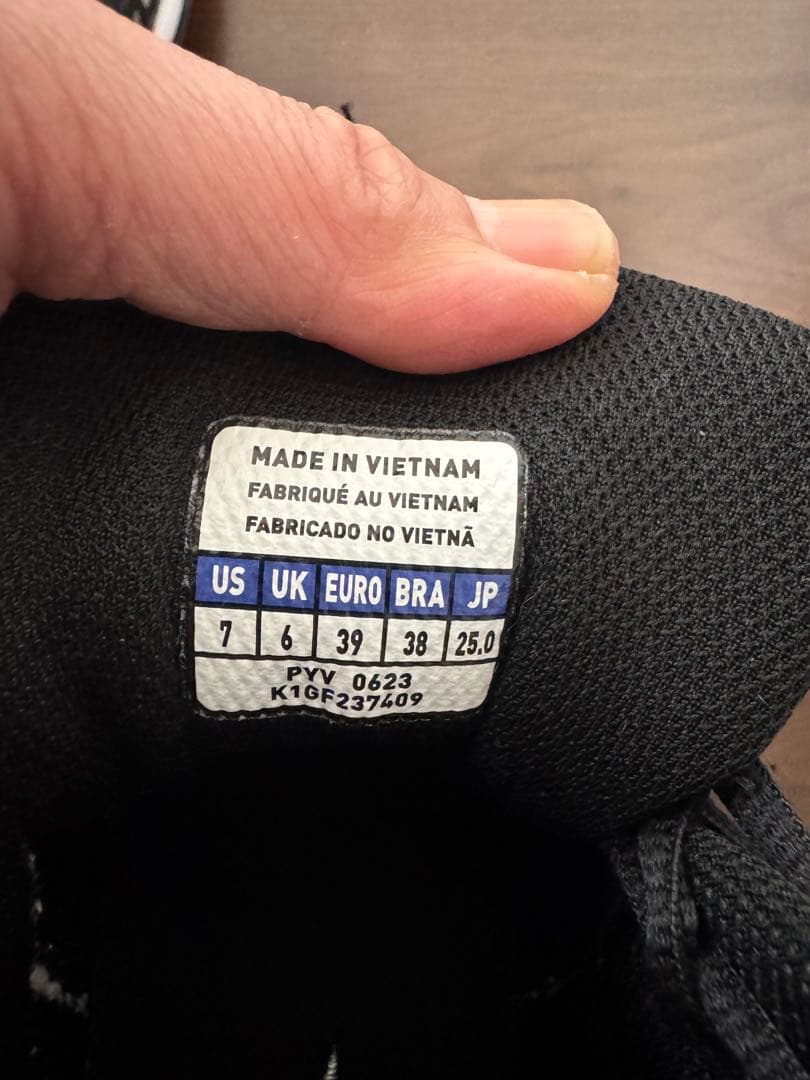 MADE IN VIETNAM
FABRIQUÉ AU VIETNAM
FABRICADO NO VIETNÃ
US UK EURO BRA JP
7 6 39 38 25.0
PYV 0623
K1GF237409